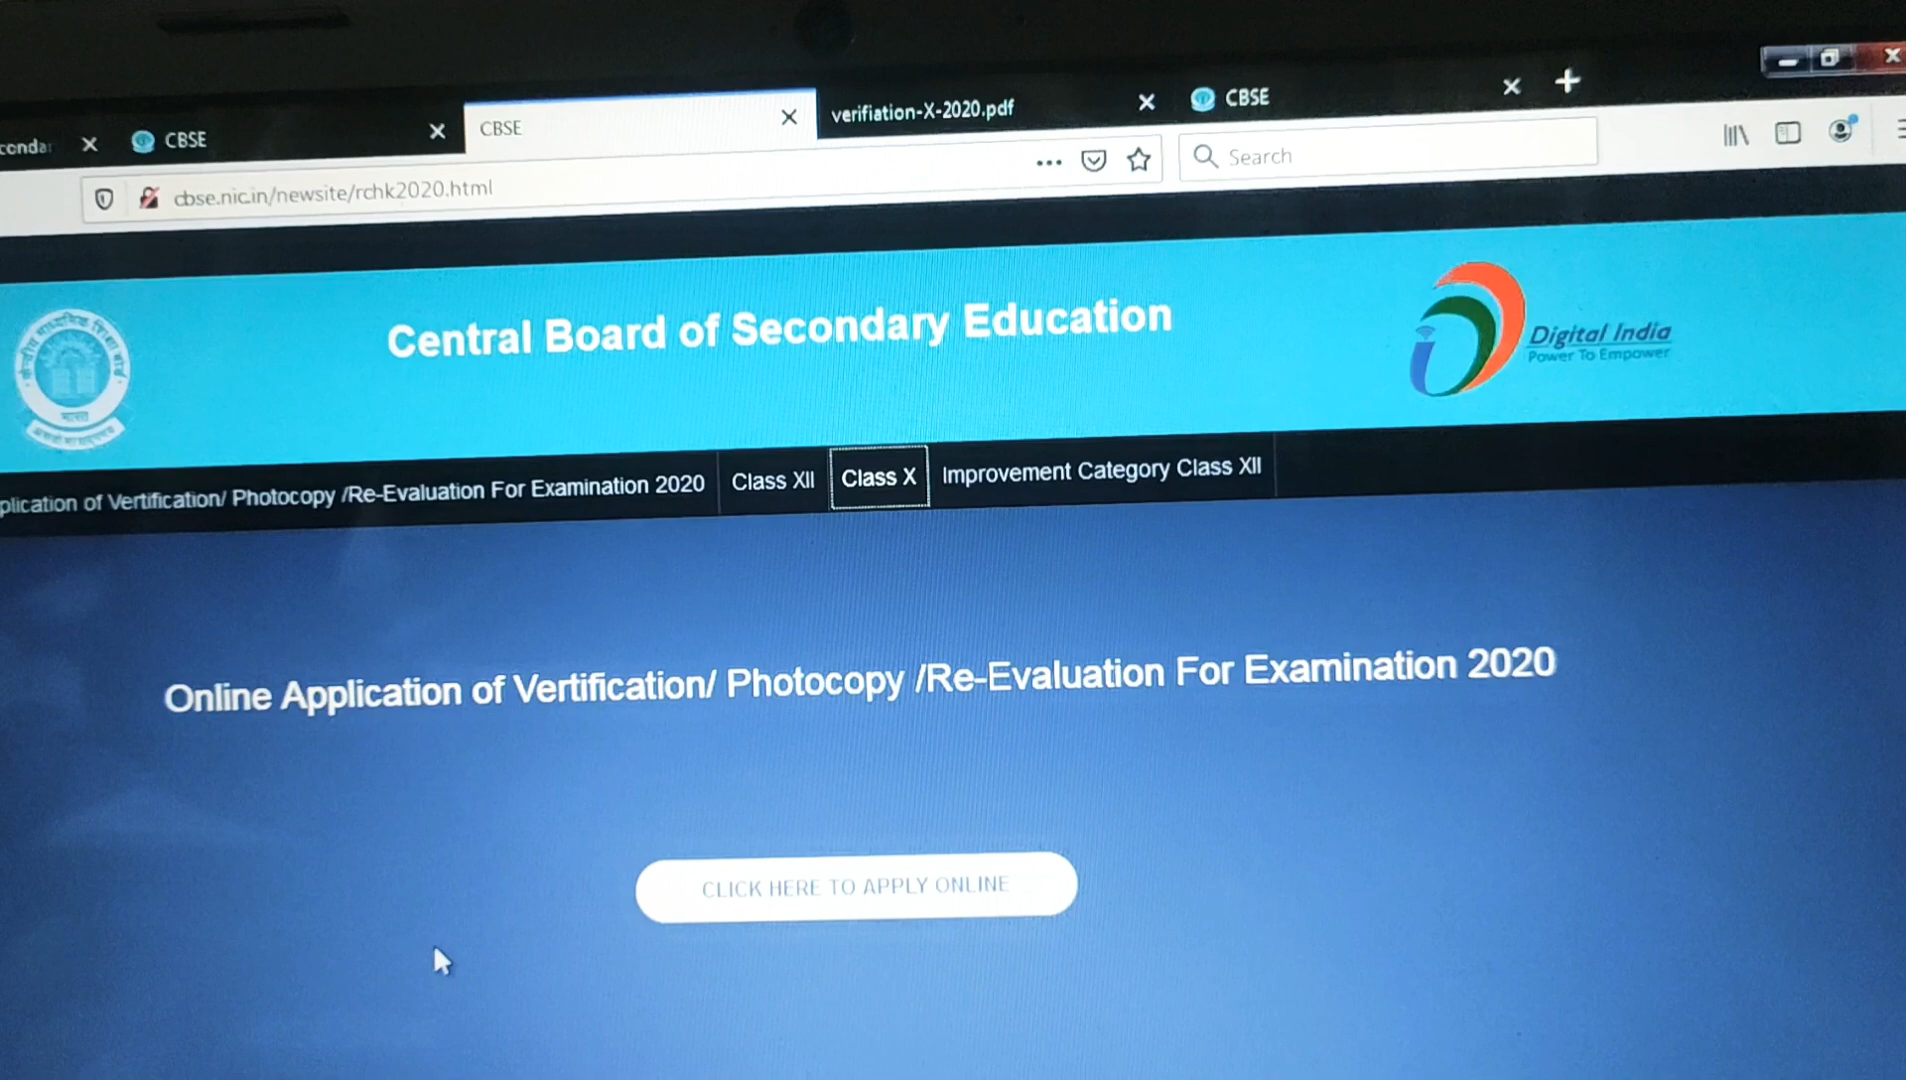 CBSE
CBSE
verifiation-X-2020.pdf
CBSE
cbse.nic.in/newsite/rchk2020.html
Search
Central Board of Secondary Education
Digital India
Power To Empower
भारत
plication of Vertification/ Photocopy /Re-Evaluation For Examination 2020
Class XII
Class X
Improvement Category Class XII
Online Application of Vertification/ Photocopy /Re-Evaluation For Examination 2020
CLICK HERE TO APPLY ONLINE